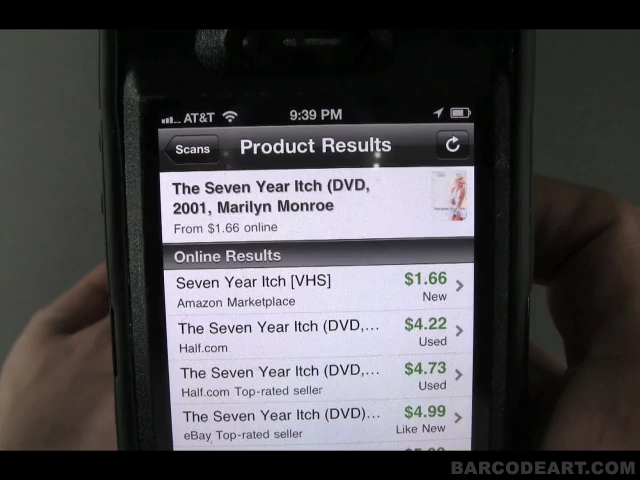 AT&T 9:39 PM
Scans Product Results
The Seven Year Itch (DVD,
2001, Marilyn Monroe
From $1.66 online
Online Results
Seven Year Itch [VHS] $1.66
Amazon Marketplace New
The Seven Year Itch (DVD,... $4.22
Half.com Used
The Seven Year Itch (DVD,... $4.73
Half.com Top-rated seller Used
The Seven Year Itch (DVD)... $4.99
eBay Top-rated seller Like New
BARCODEART.COM